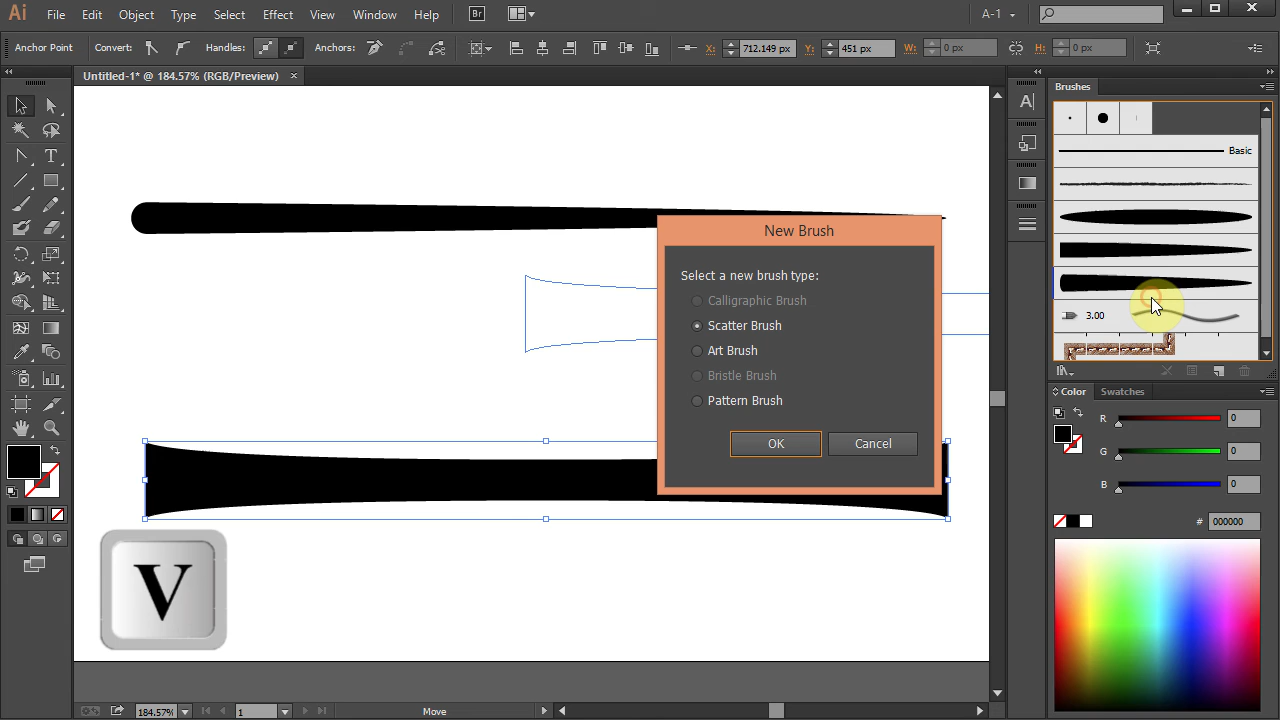 Ai File Edit Object Type Select Effect View Window Help Br A-1
Anchor Point Convert: Handles: Anchors: X: 712.149 px Y: 451 px W: 0 px H: 0 px
Untitled-1* @ 184.57% (RGB/Preview) ×
Brushes
Basic
New Brush
Select a new brush type:
Calligraphic Brush
Scatter Brush
Art Brush
Bristle Brush
Pattern Brush
OK Cancel
3.00
Color Swatches
R 0
G 0
B 0
# 000000
V
184.57% 1 Move